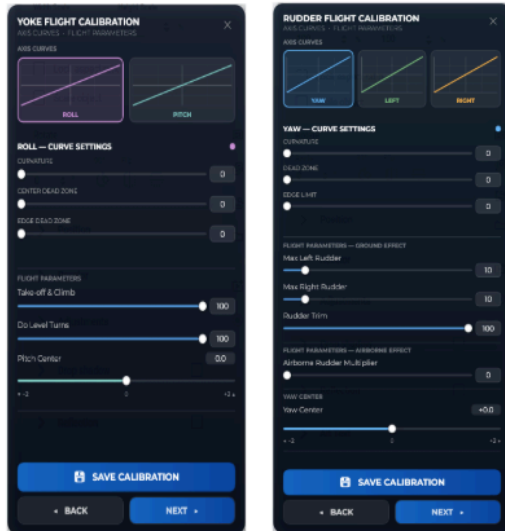 YOKE FLIGHT CALIBRATION
AXIS CURVES • FLIGHT PARAMETERS
AXIS CURVES
ROLL
PITCH
ROLL — CURVE SETTINGS
CURVATURE
0
CENTER DEAD ZONE
0
EDGE DEAD ZONE
0
FLIGHT PARAMETERS
Take-off & Climb
100
Do Level Turns
100
Pitch Center
0.0
0
SAVE CALIBRATION
BACK
NEXT
RUDDER FLIGHT CALIBRATION
AXIS CURVES • FLIGHT PARAMETERS
AXIS CURVES
YAW
LEFT
RIGHT
YAW — CURVE SETTINGS
CURVATURE
0
DEAD ZONE
0
EDGE LIMIT
0
FLIGHT PARAMETERS — GROUND EFFECT
Max Left Rudder
10
Max Right Rudder
10
Rudder Trim
100
FLIGHT PARAMETERS — AIRBORNE EFFECT
Airborne Rudder Multiplier
0
YAW CENTER
Yaw Center
+0.0
0
SAVE CALIBRATION
BACK
NEXT